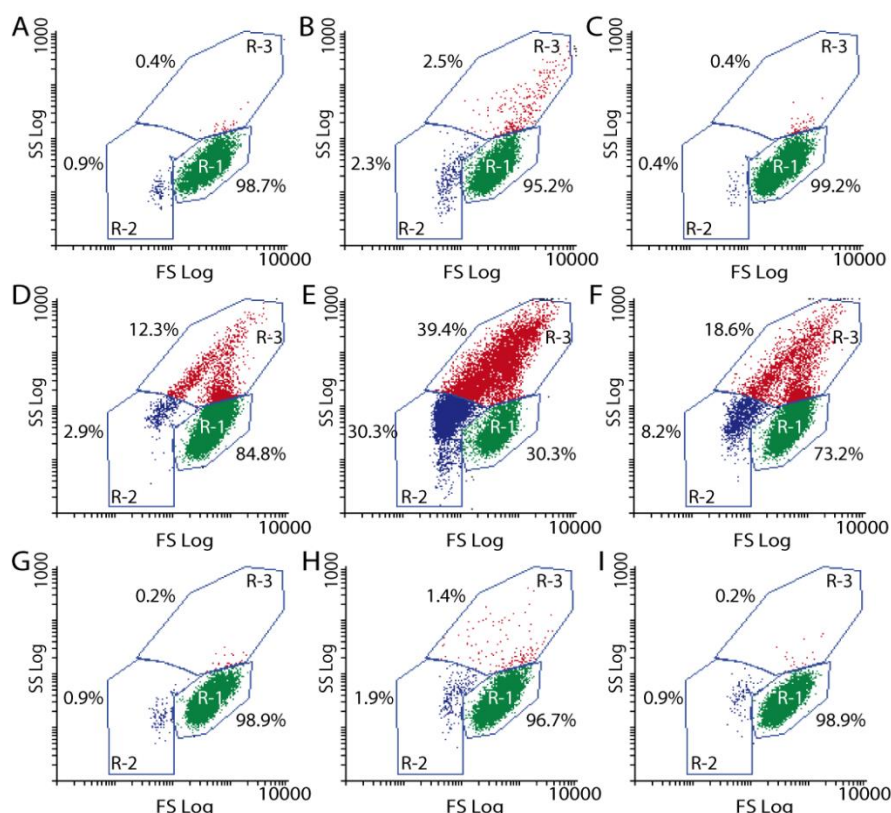 A
1000
SS Log
0.4%
R-3
0.9%
R-1
98.7%
R-2
10000
FS Log
B
1000
SS Log
2.5%
R-3
2.3%
R-1
95.2%
R-2
10000
FS Log
C
1000
SS Log
0.4%
R-3
0.4%
R-1
99.2%
R-2
10000
FS Log
D
1000
SS Log
12.3%
R-3
2.9%
R-1
84.8%
R-2
10000
FS Log
E
1000
SS Log
39.4%
R-3
30.3%
R-1
30.3%
R-2
10000
FS Log
F
1000
SS Log
18.6%
R-3
8.2%
R-1
73.2%
R-2
10000
FS Log
G
1000
SS Log
0.2%
R-3
0.9%
R-1
98.9%
R-2
10000
FS Log
H
1000
SS Log
1.4%
R-3
1.9%
R-1
96.7%
R-2
10000
FS Log
I
1000
SS Log
0.2%
R-3
0.9%
R-1
98.9%
R-2
10000
FS Log